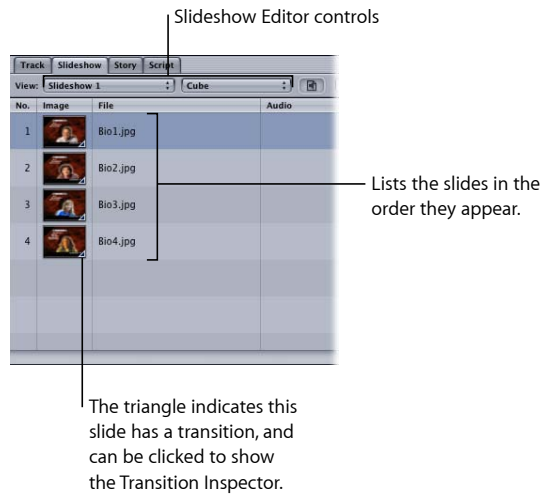 Slideshow Editor controls
Track Slideshow Story Script
View: Slideshow 1 Cube
No. Image File Audio
1 Bio1.jpg
2 Bio2.jpg
3 Bio3.jpg
4 Bio4.jpg
Lists the slides in the
order they appear.
The triangle indicates this
slide has a transition, and
can be clicked to show
the Transition Inspector.